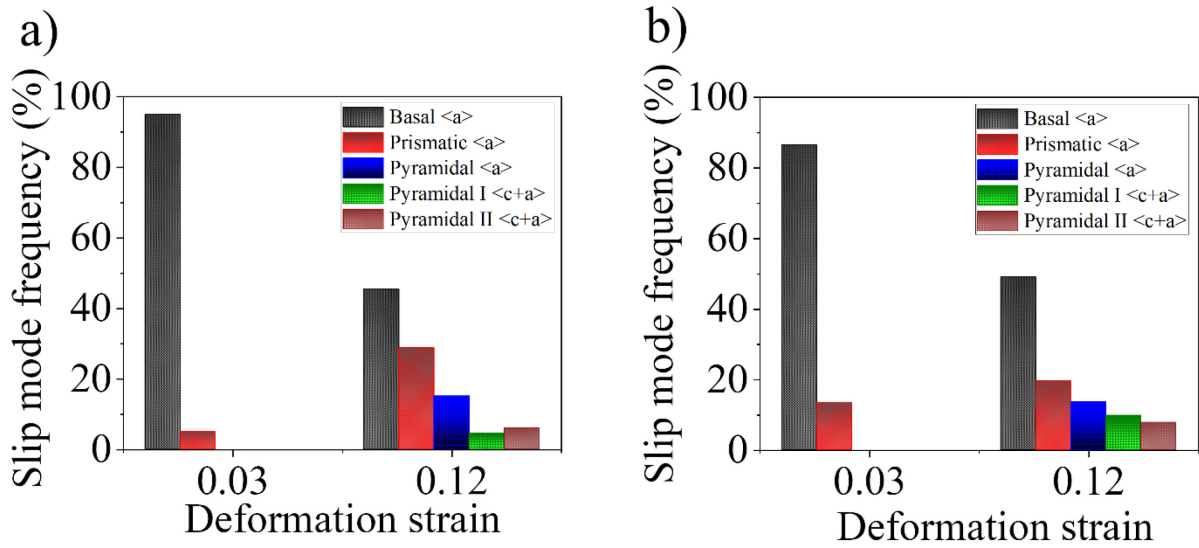 a)
Slip mode frequency (%)
100
80
60
40
20
0
Basal <a>
Prismatic <a>
Pyramidal <a>
Pyramidal I <c+a>
Pyramidal II <c+a>
0.03
0.12
Deformation strain
b)
Slip mode frequency (%)
100
80
60
40
20
0
Basal <a>
Prismatic <a>
Pyramidal <a>
Pyramidal I <c+a>
Pyramidal II <c+a>
0.03
0.12
Deformation strain